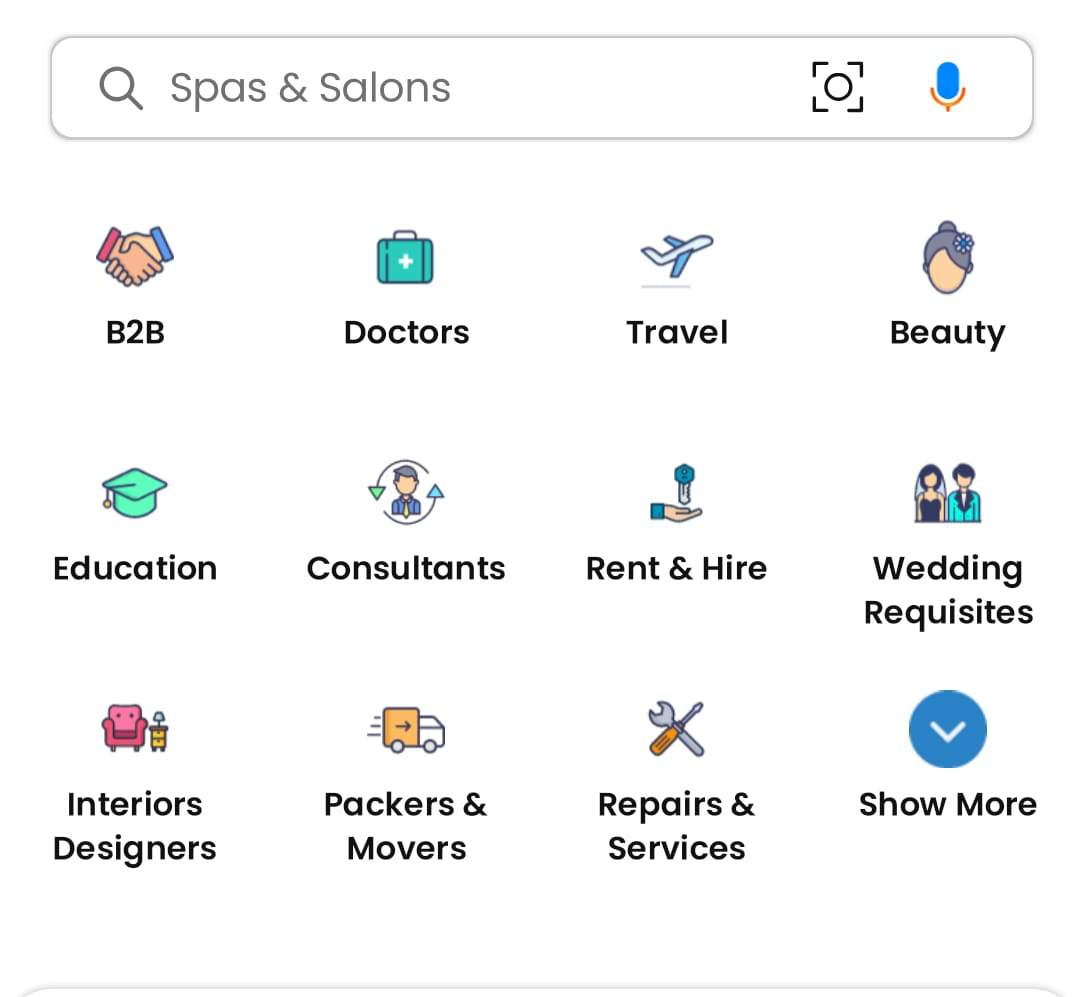 Spas & Salons
B2B
Doctors
Travel
Beauty
Education
Consultants
Rent & Hire
Wedding
Requisites
Interiors
Designers
Packers &
Movers
Repairs &
Services
Show More